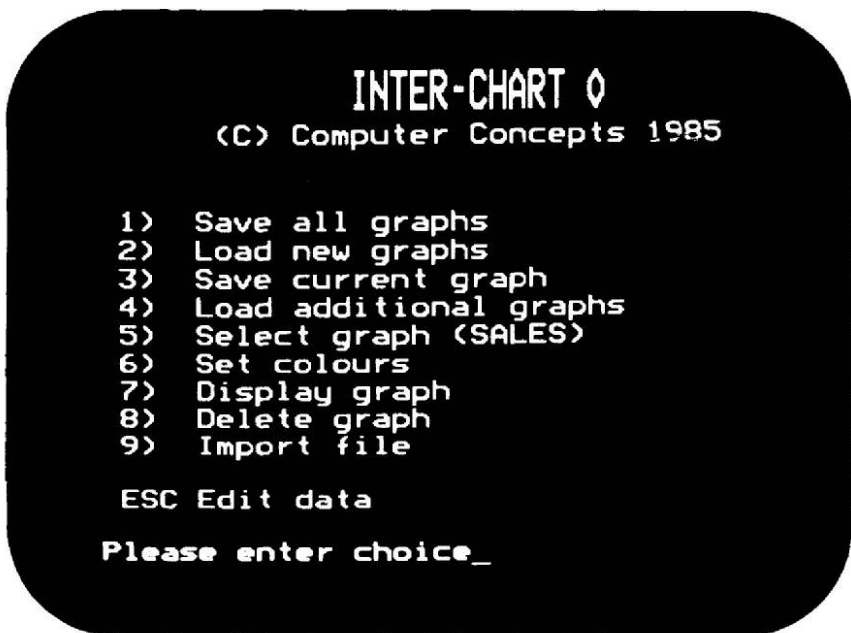 INTER-CHART 0
(C) Computer Concepts 1985
1) Save all graphs
2) Load new graphs
3) Save current graph
4) Load additional graphs
5) Select graph (SALES)
6) Set colours
7) Display graph
8) Delete graph
9) Import file
ESC Edit data
Please enter choice_